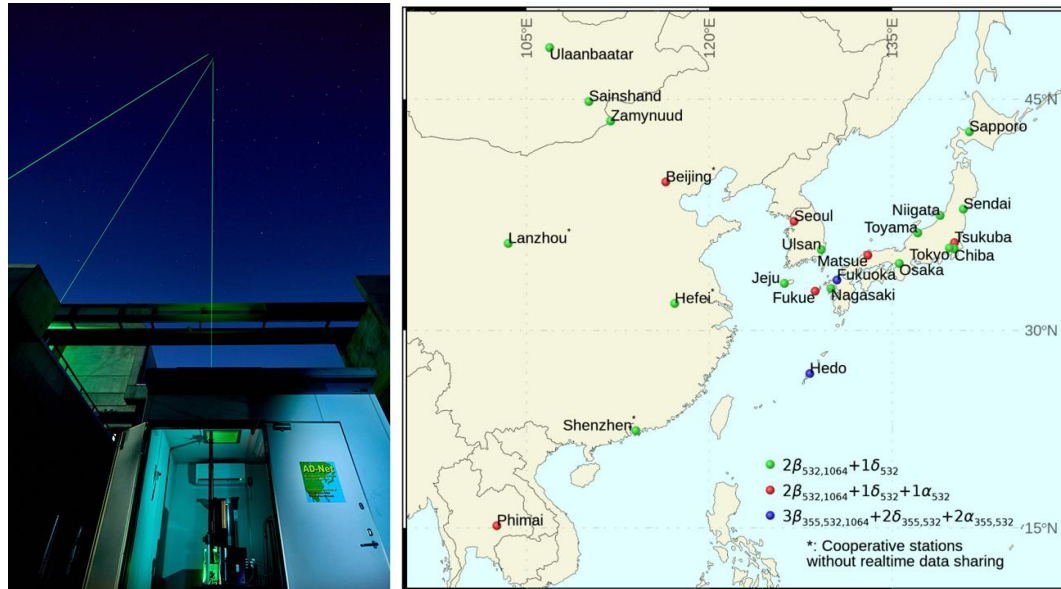 AD-Net
105°E
120°E
135°E
Ulaanbaatar
45°N
Sainshand
Zamynuud
Sapporo
Beijing*
Sendai
Niigata
Seoul
Toyama
Lanzhou*
Tsukuba
Ulsan
Tokyo
Chiba
Matsue
Osaka
Fukuoka
Jeju
Hefei*
Fukue
Nagasaki
30°N
Hedo
Shenzhen*
2β532,1064+1δ532
2β532,1064+1δ532+1α532
3β355,532,1064+2δ355,532+2α355,532
Phimai
15°N
*: Cooperative stations
without realtime data sharing